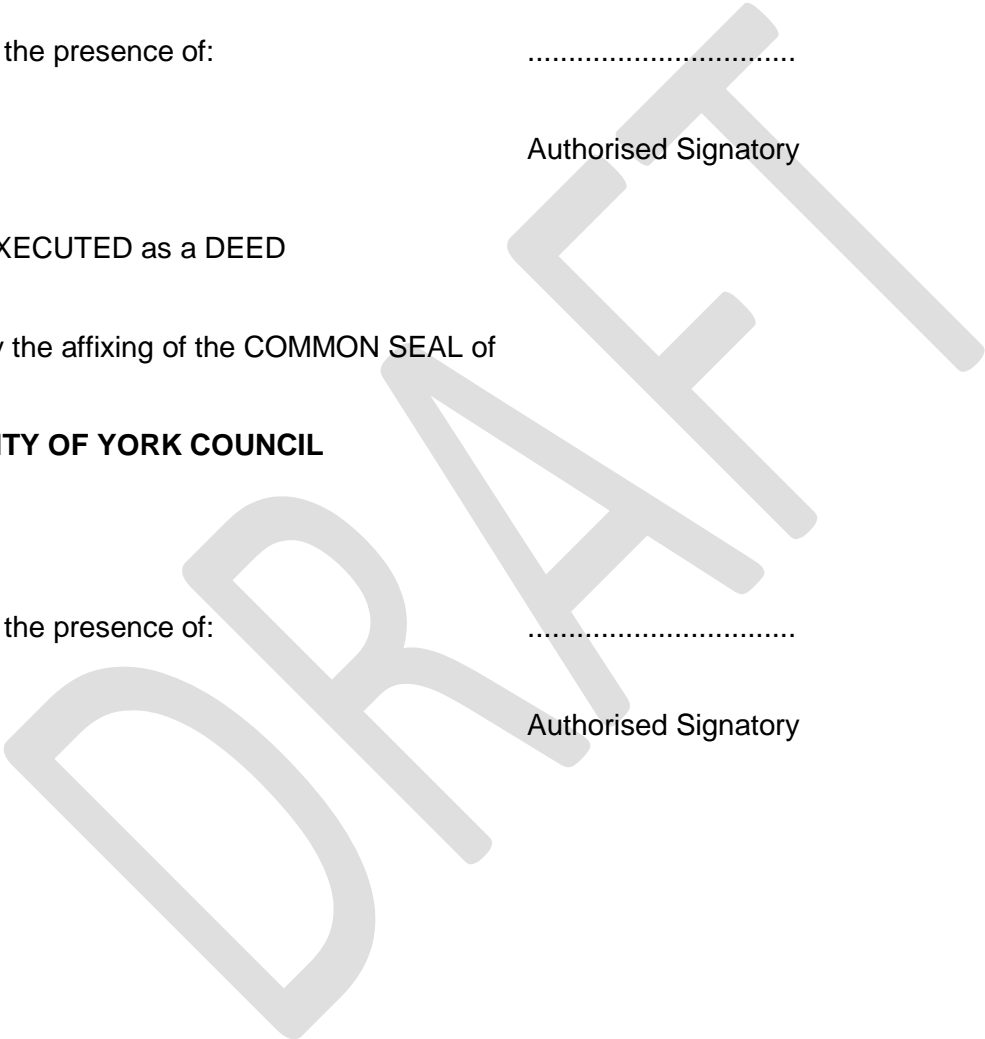 the presence of: ................................
Authorised Signatory
XECUTED as a DEED
the affixing of the COMMON SEAL of
ITY OF YORK COUNCIL
the presence of: ................................
Authorised Signatory
DRAFT